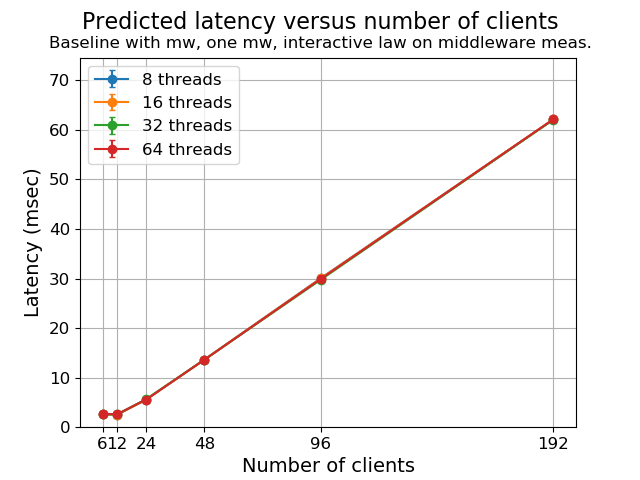 Predicted latency versus number of clients
Baseline with mw, one mw, interactive law on middleware meas.
8 threads
16 threads
32 threads
64 threads
Latency (msec)
70
60
50
40
30
20
10
0
6 12 24 48 96 192
Number of clients